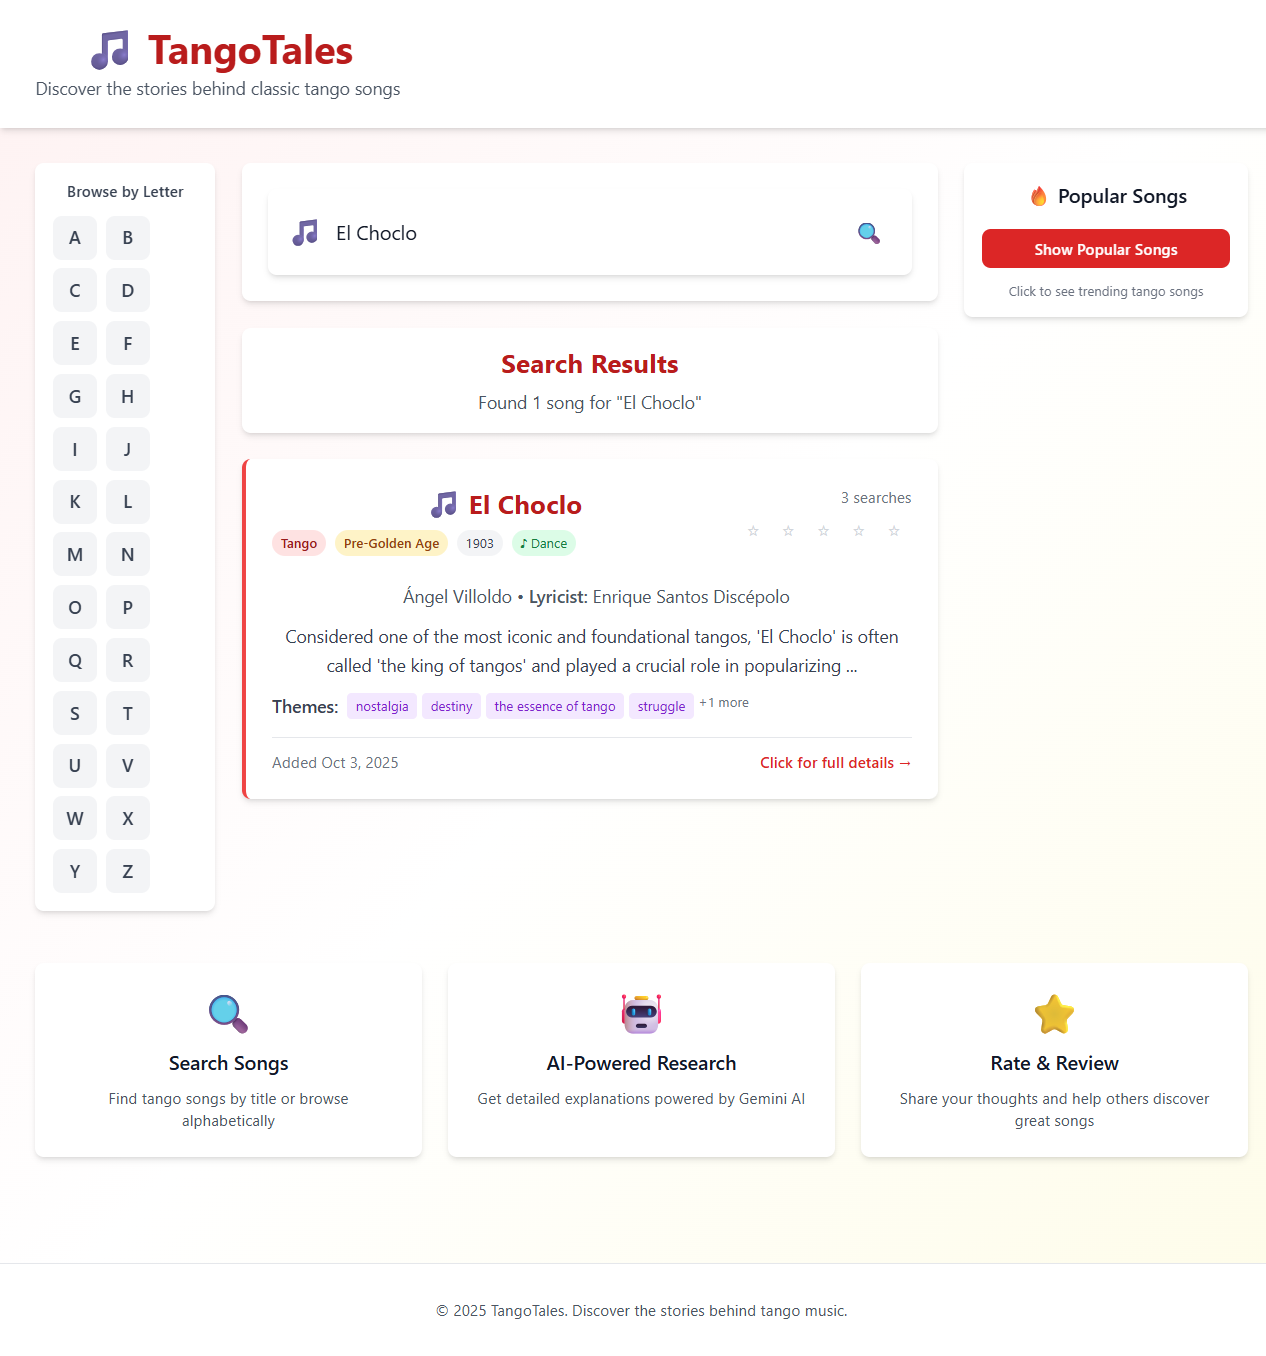 TangoTales
Discover the stories behind classic tango songs
Browse by Letter
A B
C D
E F
G H
I J
K L
M N
O P
Q R
S T
U V
W X
Y Z
El Choclo
Search Results
Found 1 song for "El Choclo"
El Choclo
3 searches
Tango Pre-Golden Age 1903 ♪ Dance
☆ ☆ ☆ ☆ ☆
Ángel Villoldo • Lyricist: Enrique Santos Discépolo
Considered one of the most iconic and foundational tangos, 'El Choclo' is often
called 'the king of tangos' and played a crucial role in popularizing ...
Themes: nostalgia destiny the essence of tango struggle +1 more
Added Oct 3, 2025
Click for full details →
Popular Songs
Show Popular Songs
Click to see trending tango songs
Search Songs
Find tango songs by title or browse
alphabetically
AI-Powered Research
Get detailed explanations powered by Gemini AI
Rate & Review
Share your thoughts and help others discover
great songs
© 2025 TangoTales. Discover the stories behind tango music.